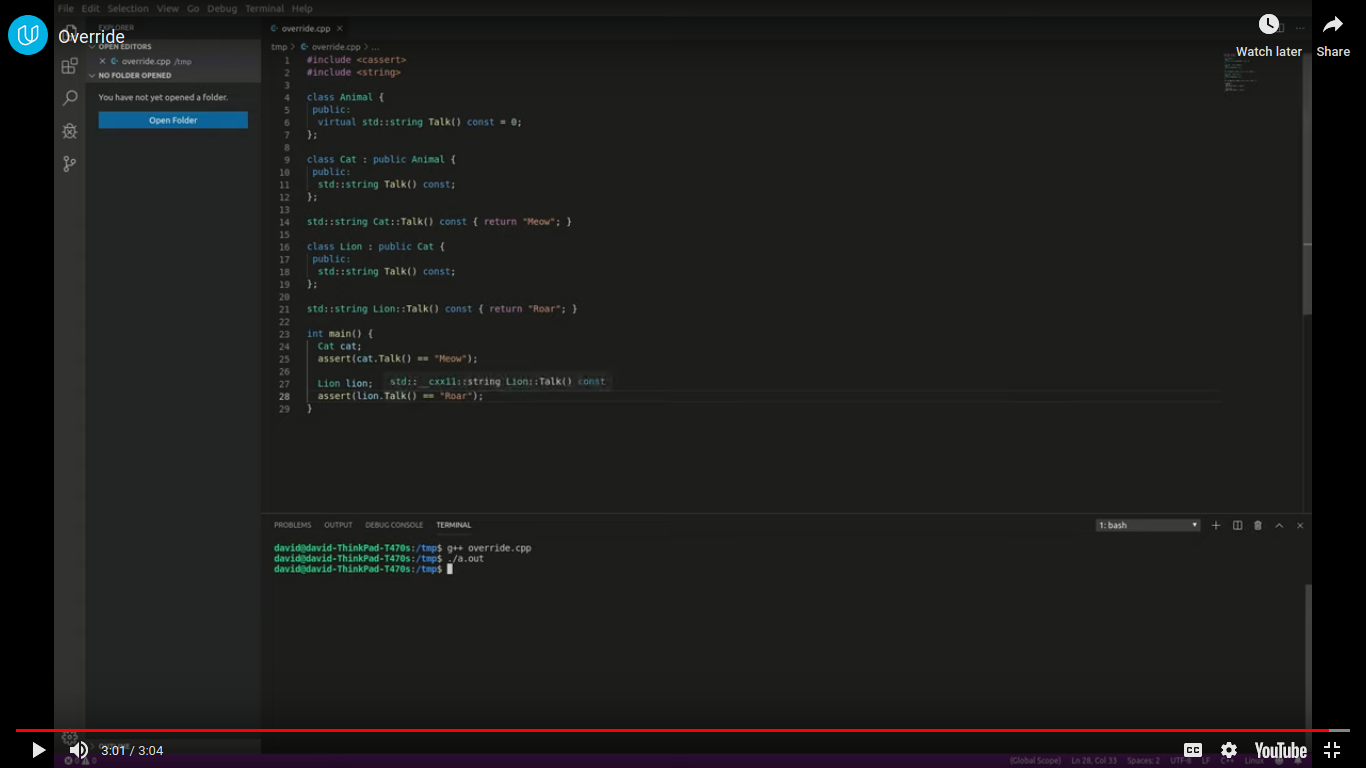 File Edit Selection View Go Debug Terminal Help
Override
Watch later
Share
EXPLORER
OPEN EDITORS
override.cpp /tmp
NO FOLDER OPENED
You have not yet opened a folder.
Open Folder
override.cpp
tmp > override.cpp > ...
1 #include <cassert>
2 #include <string>
3
4 class Animal {
5 public:
6 virtual std::string Talk() const = 0;
7 };
8
9 class Cat : public Animal {
10 public:
11 std::string Talk() const;
12 };
13
14 std::string Cat::Talk() const { return "Meow"; }
15
16 class Lion : public Cat {
17 public:
18 std::string Talk() const;
19 };
20
21 std::string Lion::Talk() const { return "Roar"; }
22
23 int main() {
24 Cat cat;
25 assert(cat.Talk() == "Meow");
26
27 Lion lion; std::__cxx11::string Lion::Talk() const
28 assert(lion.Talk() == "Roar");
29 }
PROBLEMS OUTPUT DEBUG CONSOLE TERMINAL
1: bash
david@david-ThinkPad-T470s:/tmp$ g++ override.cpp
david@david-ThinkPad-T470s:/tmp$ ./a.out
david@david-ThinkPad-T470s:/tmp$
3:01 / 3:04
CC
YouTube
(Global Scope) Ln 28, Col 33 Spaces: 2 UTF-8 LF C++ Linux